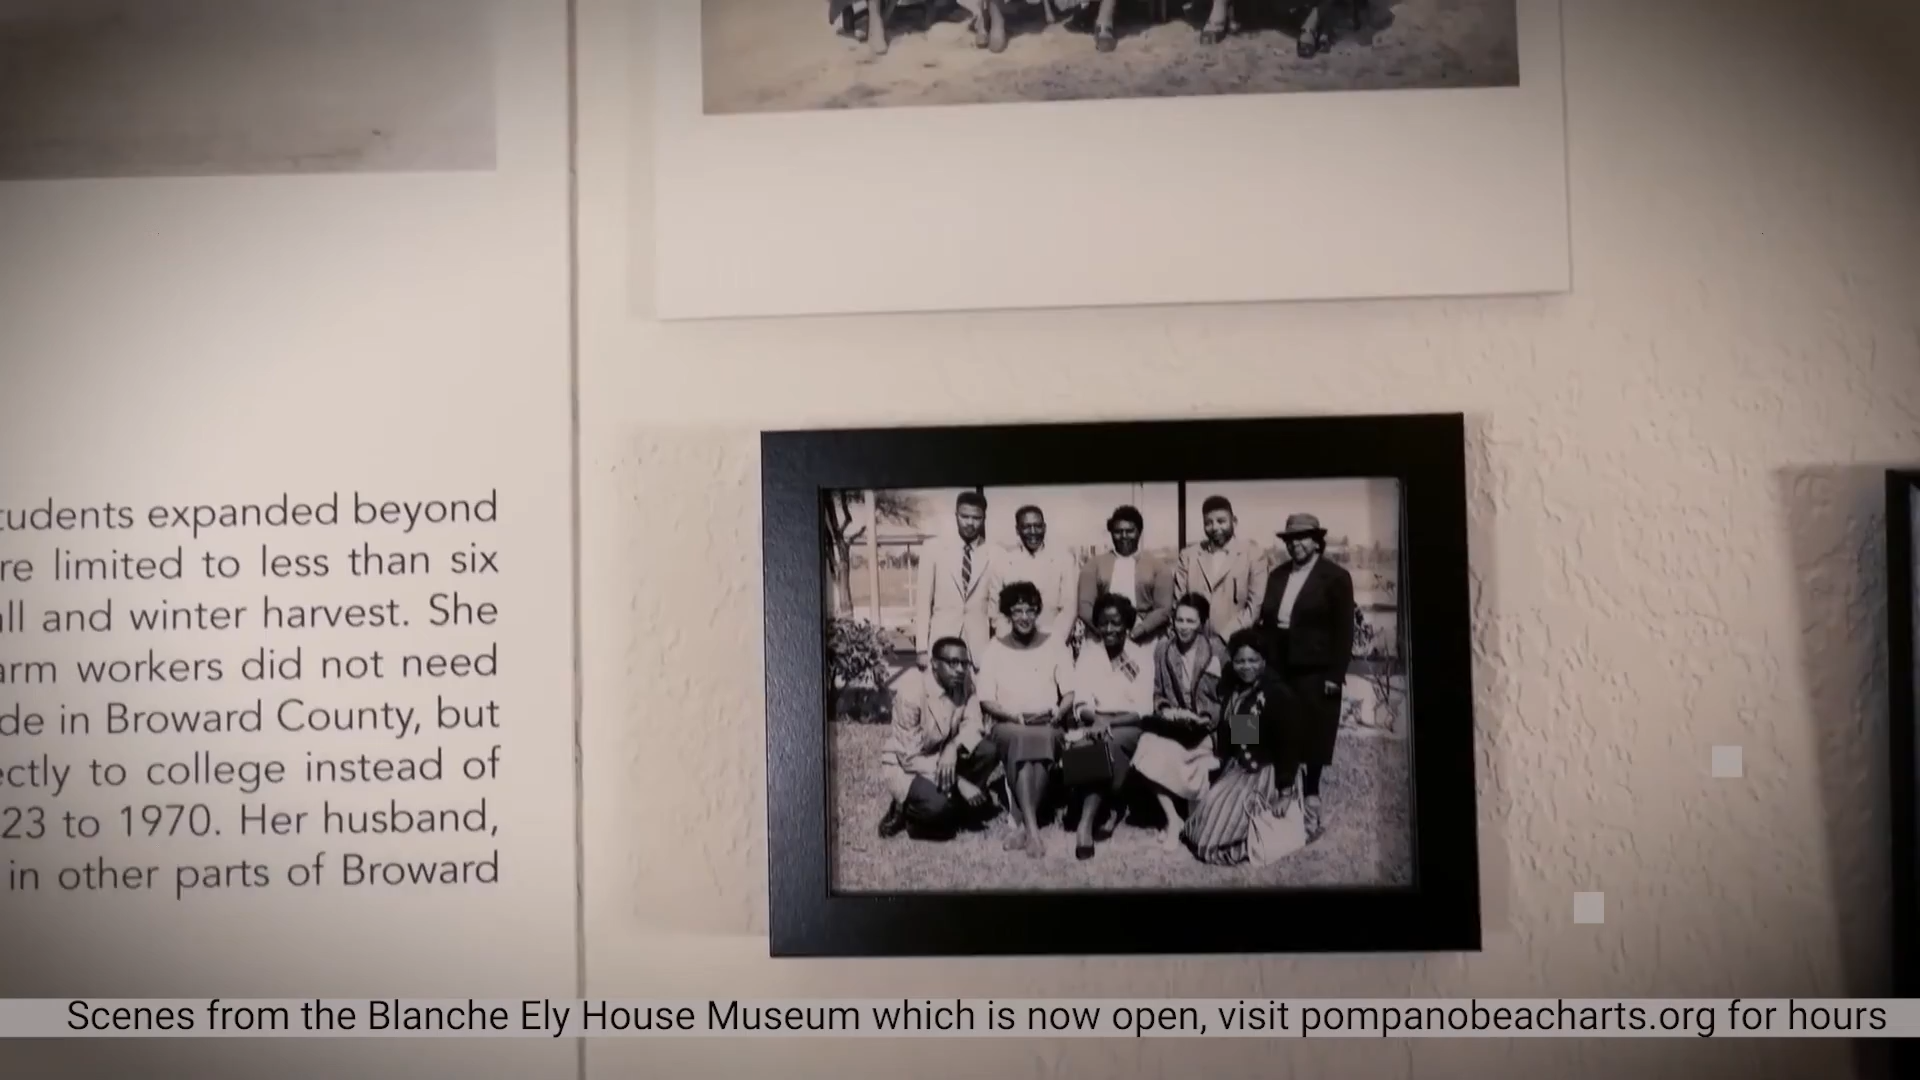 tudents expanded beyond
re limited to less than six
all and winter harvest. She
arm workers did not need
de in Broward County, but
ectly to college instead of
23 to 1970. Her husband,
in other parts of Broward
Scenes from the Blanche Ely House Museum which is now open, visit pompanobeacharts.org for hours